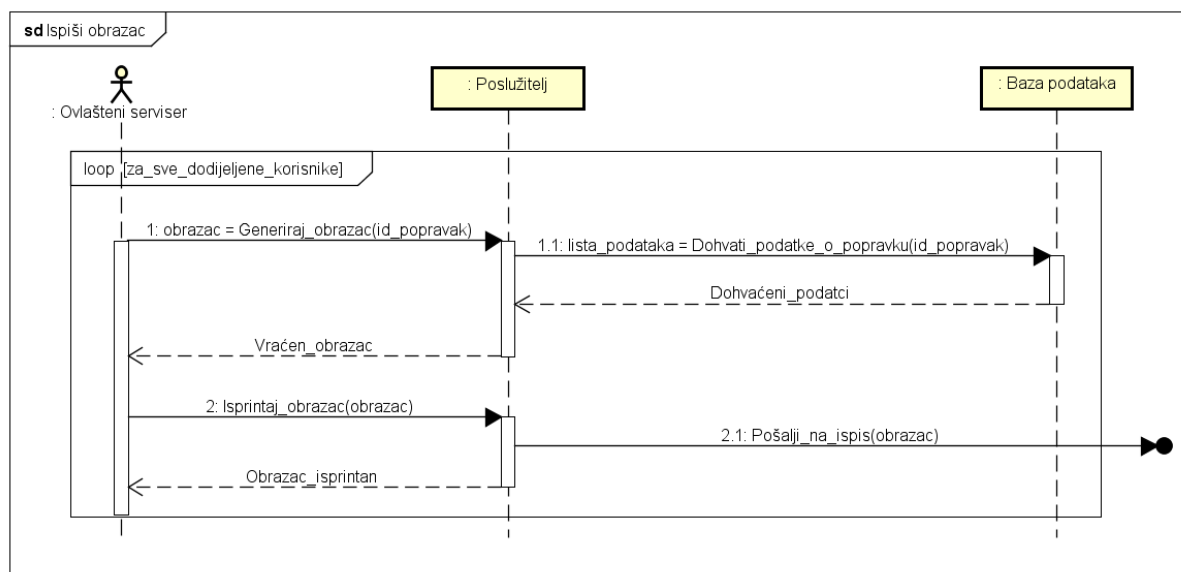 sd Ispiši obrazac
: Ovlašteni serviser
: Poslužitelj
: Baza podataka
loop [za_sve_dodijeljene_korisnike]
1: obrazac = Generiraj_obrazac(id_popravak)
1.1: lista_podataka = Dohvati_podatke_o_popravku(id_popravak)
Dohvaćeni_podatci
Vraćen_obrazac
2: Isprintaj_obrazac(obrazac)
2.1: Pošalji_na_ispis(obrazac)
Obrazac_isprintan